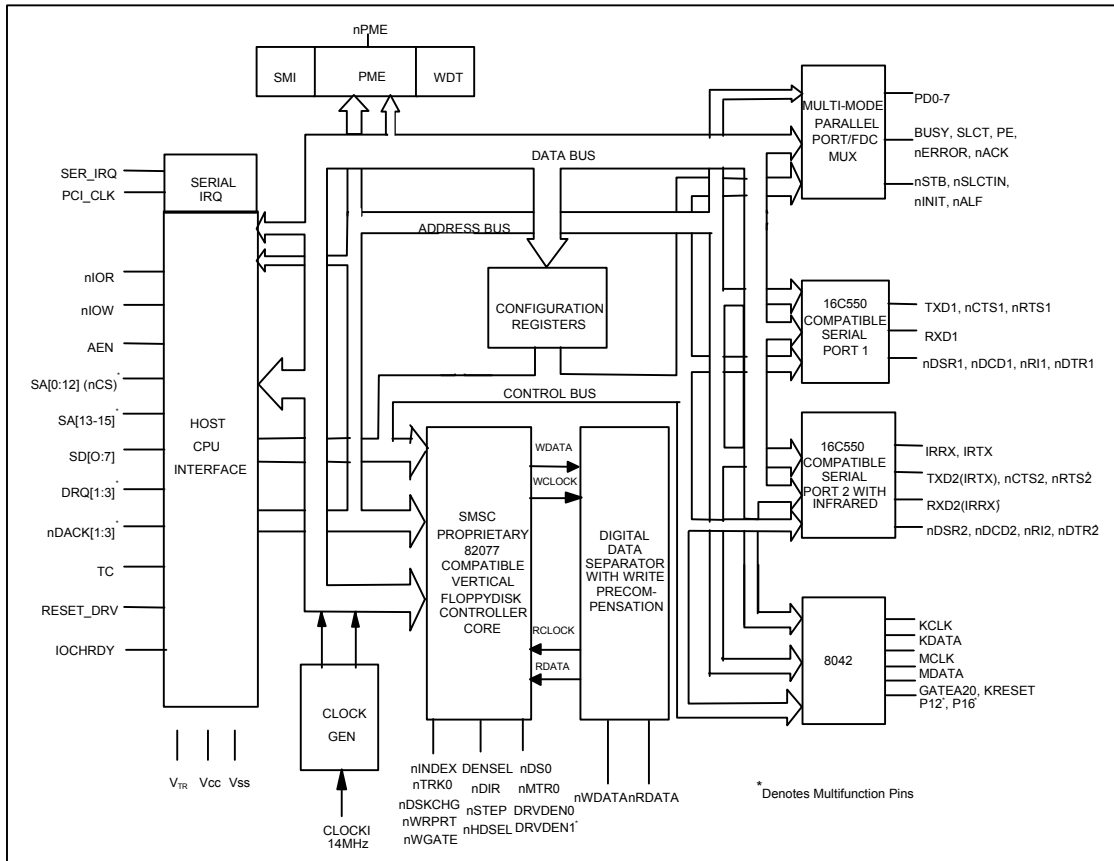 nPME
SMI
PME
WDT
SER_IRQ
PCI_CLK
SERIAL
IRQ
nIOR
nIOW
AEN
SA[0:12] (nCS)*
SA[13-15]*
SD[O:7]
DRQ[1:3]*
nDACK[1:3]*
TC
RESET_DRV
IOCHRDY
HOST
CPU
INTERFACE
VTR
Vcc
Vss
DATA BUS
ADDRESS BUS
CONFIGURATION
REGISTERS
CONTROL BUS
CLOCK
GEN
CLOCKI
14MHz
SMSC
PROPRIETARY
82077
COMPATIBLE
VERTICAL
FLOPPYDISK
CONTROLLER
CORE
WDATA
WCLOCK
RCLOCK
RDATA
DIGITAL
DATA
SEPARATOR
WITH WRITE
PRECOM-
PENSATION
nINDEX
nTRK0
nDSKCHG
nWRPRT
nWGATE
DENSEL
nDIR
nSTEP
nHDSEL
nDS0
nMTR0
DRVDEN0
DRVDEN1*
nWDATA
nRDATA
MULTI-MODE
PARALLEL
PORT/FDC
MUX
PD0-7
BUSY, SLCT, PE,
nERROR, nACK
nSTB, nSLCTIN,
nINIT, nALF
16C550
COMPATIBLE
SERIAL
PORT 1
TXD1, nCTS1, nRTS1
RXD1
nDSR1, nDCD1, nRI1, nDTR1
16C550
COMPATIBLE
SERIAL
PORT 2 WITH
INFRARED
IRRX, IRTX
TXD2(IRTX), nCTS2, nRTS2*
RXD2(IRRX)*
nDSR2, nDCD2, nRI2, nDTR2*
8042
KCLK
KDATA
MCLK
MDATA
GATEA20, KRESET
P12*, P16*
*Denotes Multifunction Pins